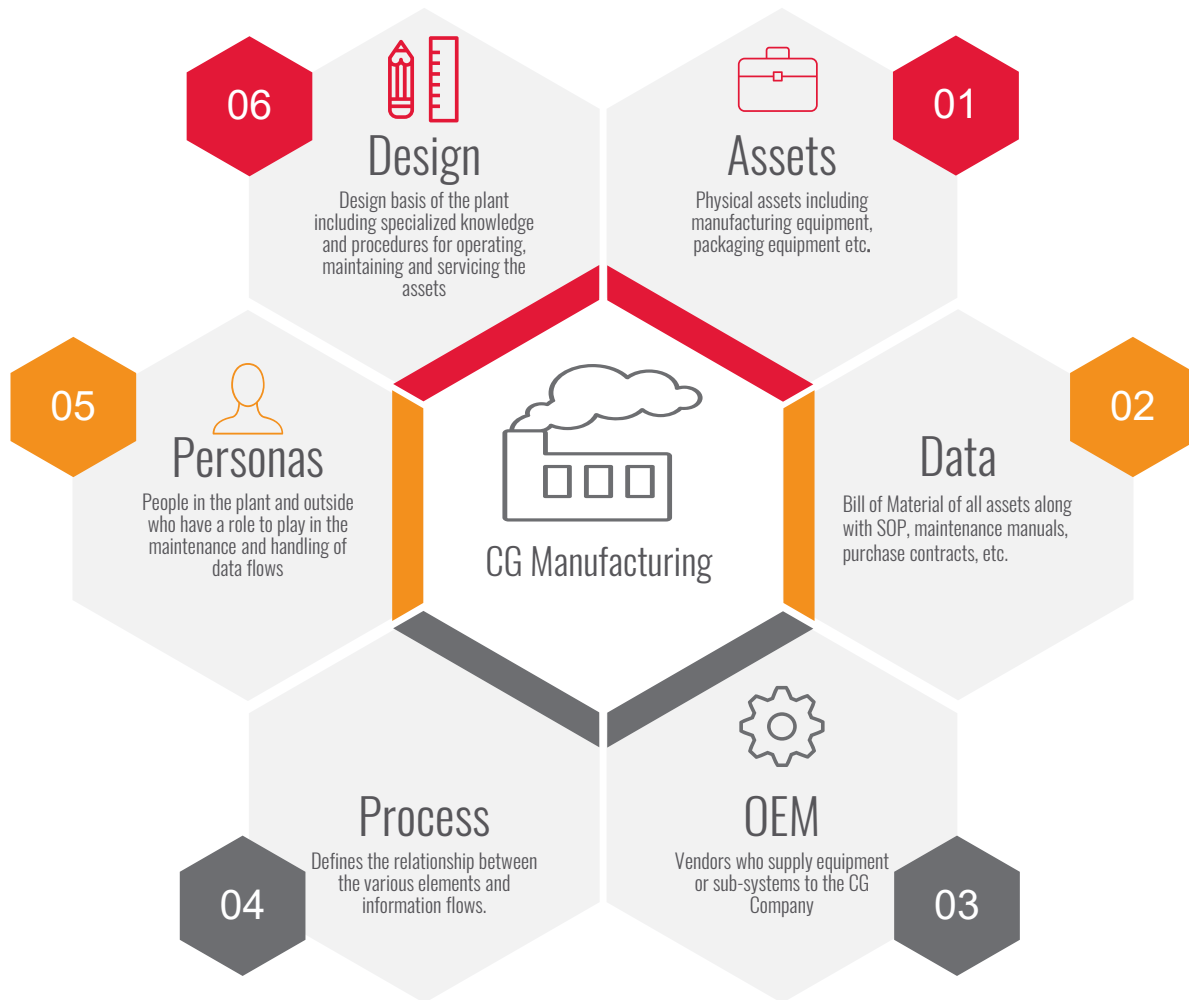 06
Design
Design basis of the plant
including specialized knowledge
and procedures for operating,
maintaining and servicing the
assets
01
Assets
Physical assets including
manufacturing equipment,
packaging equipment etc.
05
Personas
People in the plant and outside
who have a role to play in the
maintenance and handling of
data flows
CG Manufacturing
02
Data
Bill of Material of all assets along
with SOP, maintenance manuals,
purchase contracts, etc.
04
Process
Defines the relationship between
the various elements and
information flows.
03
OEM
Vendors who supply equipment
or sub-systems to the CG
Company